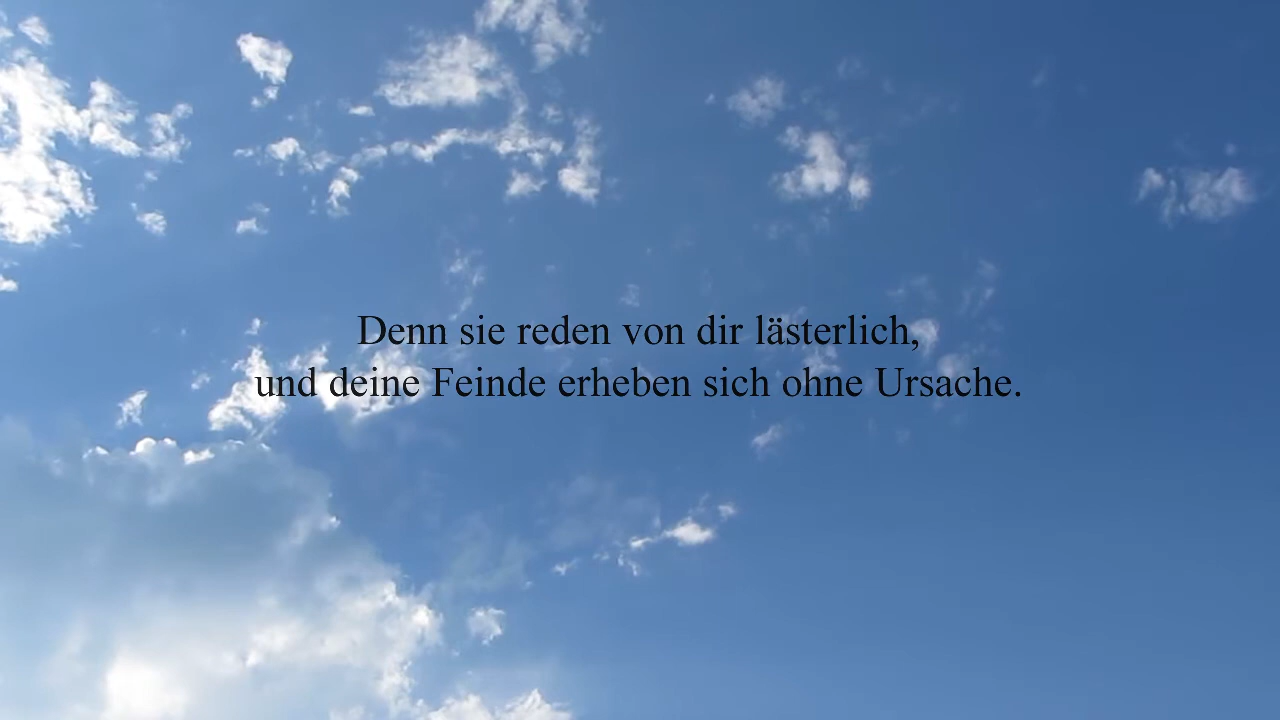 Denn sie reden von dir lästerlich,
und deine Feinde erheben sich ohne Ursache.